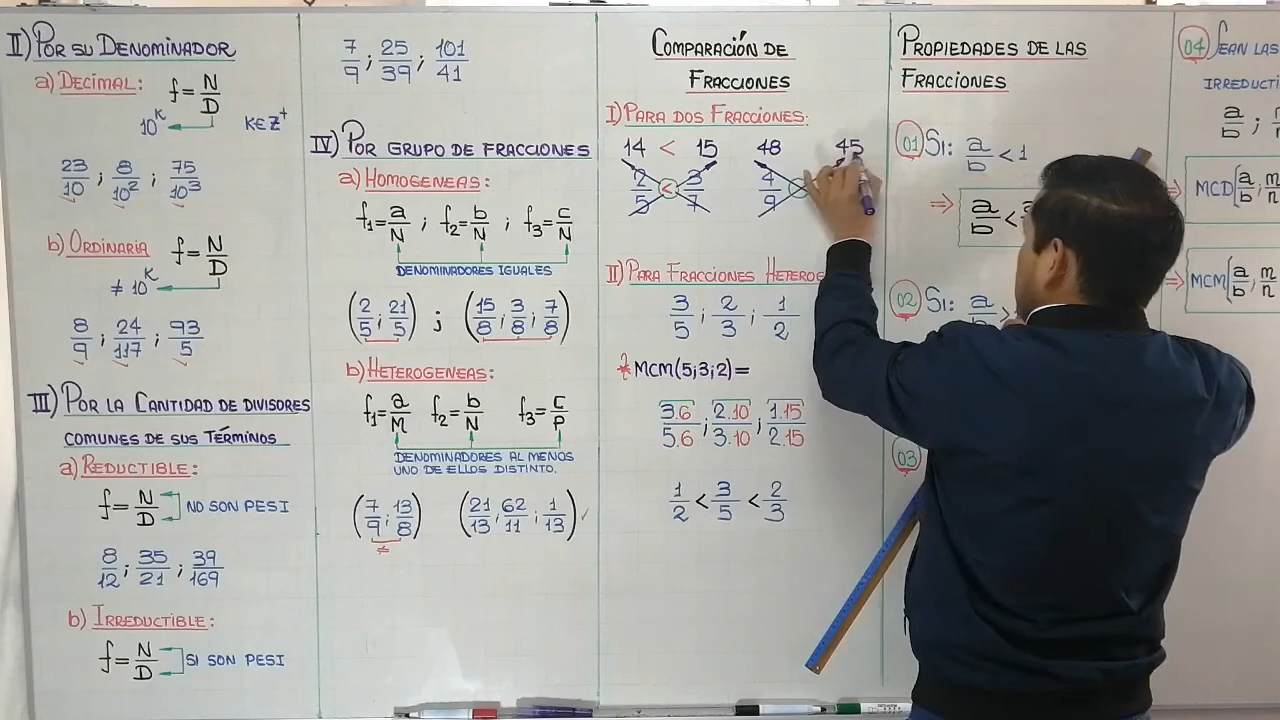 II) POR SU DENOMINADOR
a) DECIMAL: f=N/D
10^K K∈Z⁺
23/10 ; 8/10² ; 75/10³
b) ORDINARIA f=N/D
≠ 10^K
8/9 ; 24/117 ; 93/5
III) POR LA CANTIDAD DE DIVISORES
COMUNES DE SUS TÉRMINOS
a) REDUCTIBLE:
f=N/D NO SON PESI
8/12 ; 35/21 ; 39/169
b) IRREDUCTIBLE:
f=N/D SI SON PESI
7/9 ; 25/39 ; 101/41
IV) POR GRUPO DE FRACCIONES
a) HOMOGENEAS:
f₁=a/N ; f₂=b/N ; f₃=c/N
DENOMINADORES IGUALES
(2/5 ; 21/5) ; (15/8 ; 3/8 ; 7/8)
b) HETEROGENEAS:
f₁=a/M f₂=b/N f₃=c/P
DENOMINADORES AL MENOS
UNO DE ELLOS DISTINTO.
(7/9 ; 13/8) (21/13 ; 62/11 ; 1/13) ✓
≠
COMPARACIÓN DE
FRACCIONES
I) PARA DOS FRACCIONES:
14 < 15 48 45
2/5 < 3/7 4/9
II) PARA FRACCIONES HETEROG
3/5 ; 2/3 ; 1/2
* MCM(5;3;2)=
3.6/5.6 ; 2.10/3.10 ; 1.15/2.15
1/2 < 3/5 < 2/3
PROPIEDADES DE LAS
FRACCIONES
01 SI: a/b < 1
⇒ a/b <
02 SI: a/b >
03
04 SEAN LAS
IRREDUCTI
a/b ;
⇒ MCD[a/b ; m/n
⇒ MCM[a/b ; m/n